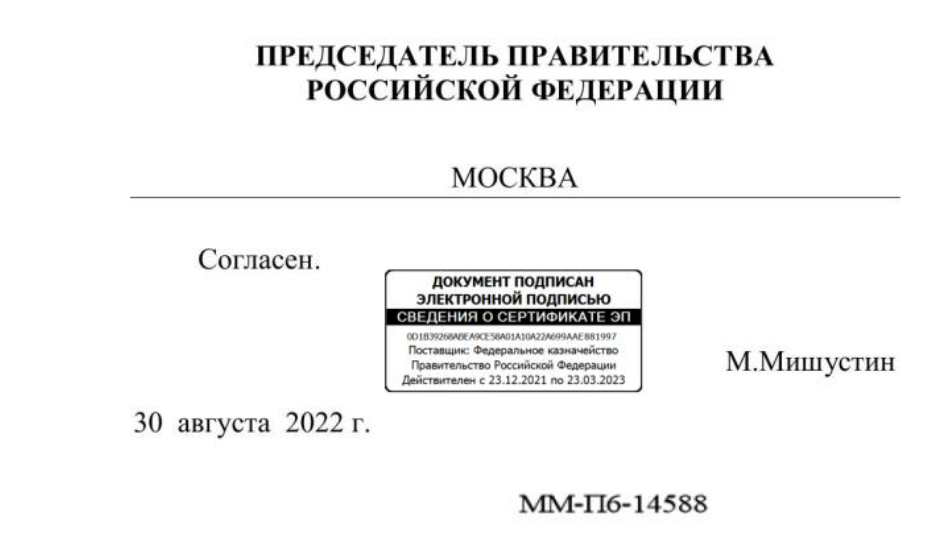 ПРЕДСЕДАТЕЛЬ ПРАВИТЕЛЬСТВА
РОССИЙСКОЙ ФЕДЕРАЦИИ
МОСКВА
Согласен.
ДОКУМЕНТ ПОДПИСАН
ЭЛЕКТРОННОЙ ПОДПИСЬЮ
СВЕДЕНИЯ О СЕРТИФИКАТЕ ЭП
0D1B39268ABEA9CE58A01A10A22A699AAE881997
Поставщик: Федеральное казначейство
Правительство Российской Федерации
Действителен с 23.12.2021 по 23.03.2023
М.Мишустин
30 августа 2022 г.
ММ-П6-14588